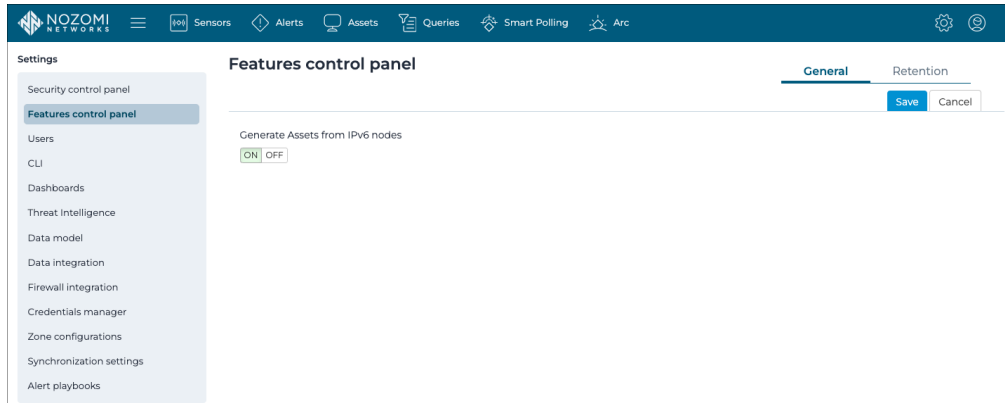 NOZOMI
NETWORKS
Sensors
Alerts
Assets
Queries
Smart Polling
Arc
Settings
Security control panel
Features control panel
Users
CLI
Dashboards
Threat Intelligence
Data model
Data integration
Firewall integration
Credentials manager
Zone configurations
Synchronization settings
Alert playbooks
Features control panel
General
Retention
Save
Cancel
Generate Assets from IPv6 nodes
ON OFF